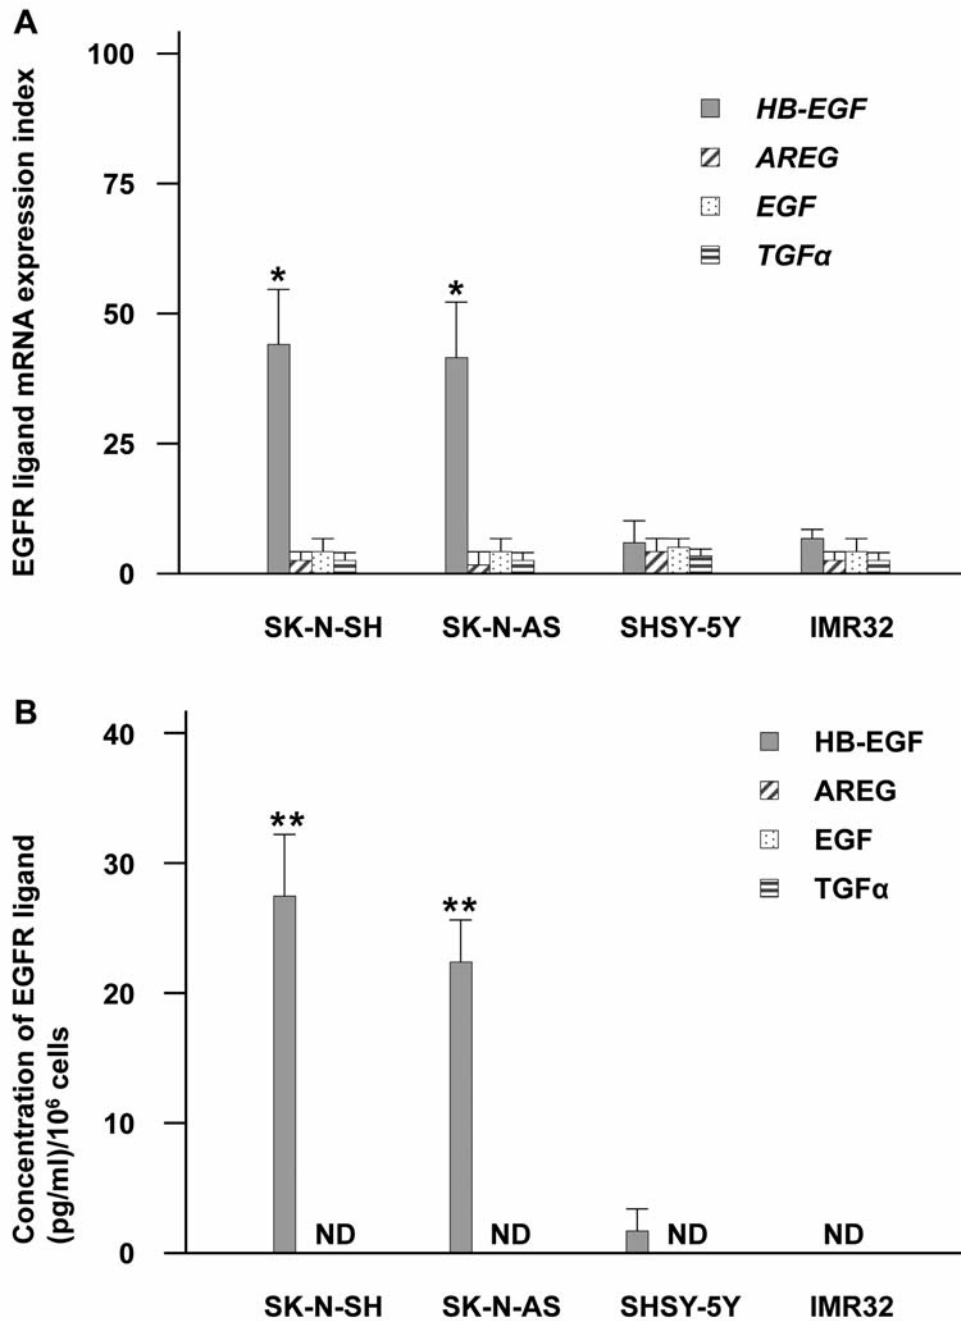 A
EGFR ligand mRNA expression index
100
75
50
25
0
HB-EGF
AREG
EGF
TGFα
*
*
SK-N-SH SK-N-AS SHSY-5Y IMR32
B
Concentration of EGFR ligand
(pg/ml)/10⁶ cells
40
30
20
10
0
HB-EGF
AREG
EGF
TGFα
**
**
ND ND ND ND
SK-N-SH SK-N-AS SHSY-5Y IMR32